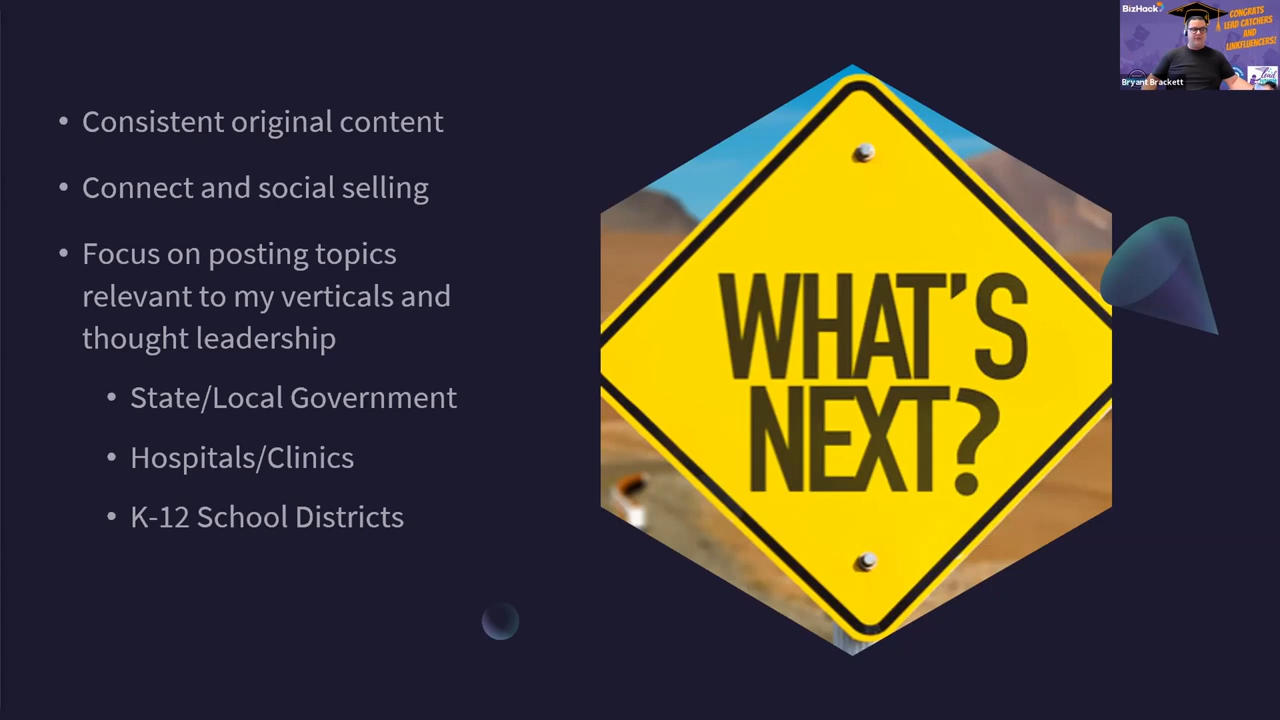 BizHack
CONGRATS
LEAD CATCHERS
AND
LINKFLUENCERS!
Bryant Brackett
• Consistent original content
• Connect and social selling
• Focus on posting topics
relevant to my verticals and
thought leadership
• State/Local Government
• Hospitals/Clinics
• K-12 School Districts
WHAT'S
NEXT?